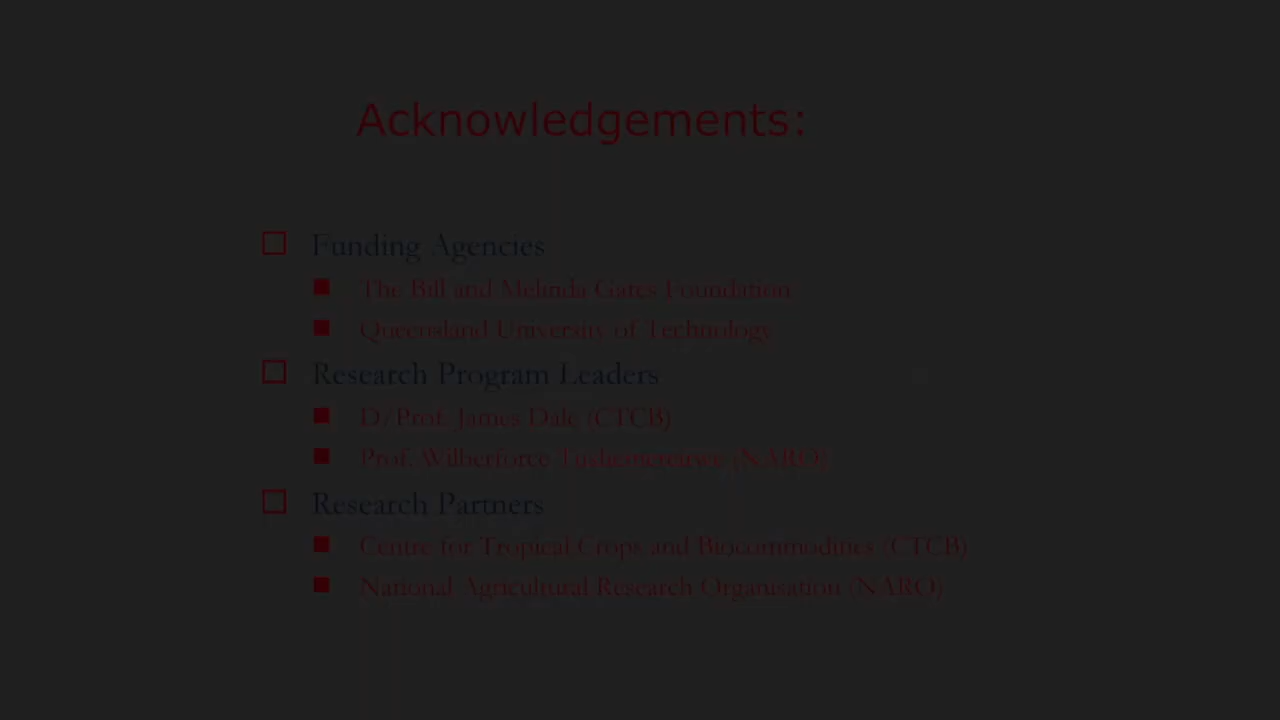 Acknowledgements:
Funding Agencies
The Bill and Melinda Gates Foundation
Queensland University of Technology
Research Program Leaders
D/Prof. James Dale (CTCB)
Prof. Wilberforce Tushemereirwe (NARO)
Research Partners
Centre for Tropical Crops and Biocommodities (CTCB)
National Agricultural Research Organisation (NARO)